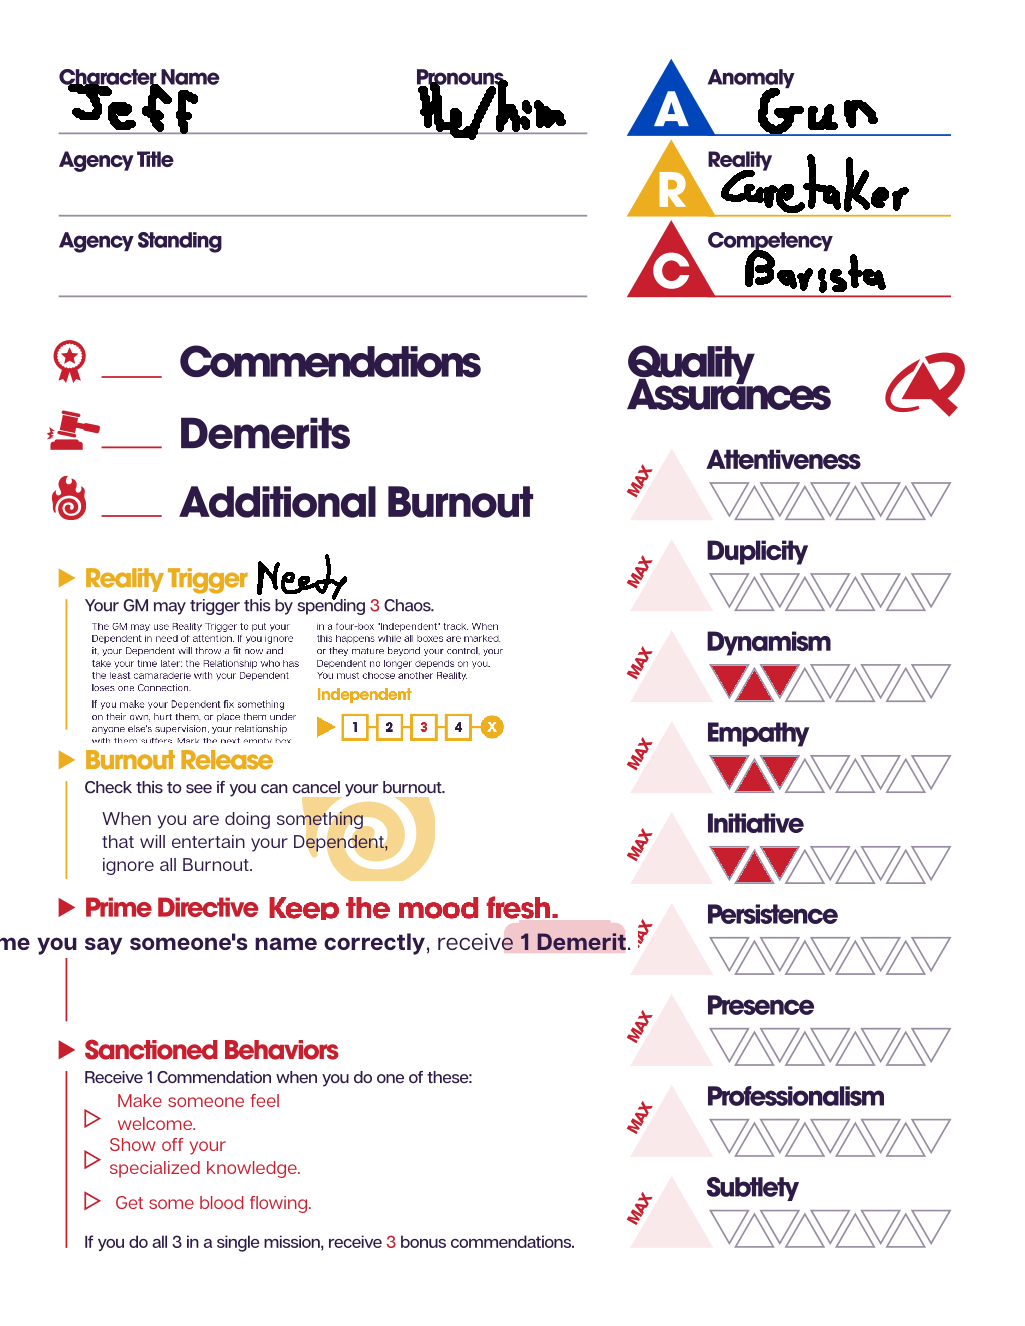 Character Name
Pronouns
Jeff
He/him
Agency Title
Agency Standing
A
Anomaly
Gun
R
Reality
Caretaker
C
Competency
Barista
Commendations
Demerits
Additional Burnout
Reality Trigger Needy
Your GM may trigger this by spending 3 Chaos.
The GM may use Reality Trigger to put your
Dependent in need of attention. If you ignore
it, your Dependent will throw a fit now and
take your time later: the Relationship who has
the least camaraderie with your Dependent
loses one Connection.
If you make your Dependent fix something
on their own, hurt them, or place them under
anyone else's supervision, your relationship
with them suffers. Mark the next empty box
in a four-box "Independent" track. When
this happens while all boxes are marked,
or they mature beyond your control, your
Dependent no longer depends on you.
You must choose another Reality.
Independent
1 2 3 4 X
Burnout Release
Check this to see if you can cancel your burnout.
When you are doing something
that will entertain your Dependent,
ignore all Burnout.
Prime Directive Keep the mood fresh.
me you say someone's name correctly, receive 1 Demerit.
Sanctioned Behaviors
Receive 1 Commendation when you do one of these:
Make someone feel
welcome.
Show off your
specialized knowledge.
Get some blood flowing.
If you do all 3 in a single mission, receive 3 bonus commendations.
Quality
Assurances
MAX
Attentiveness
MAX
Duplicity
MAX
Dynamism
MAX
Empathy
MAX
Initiative
AX
Persistence
MAX
Presence
MAX
Professionalism
MAX
Subtlety